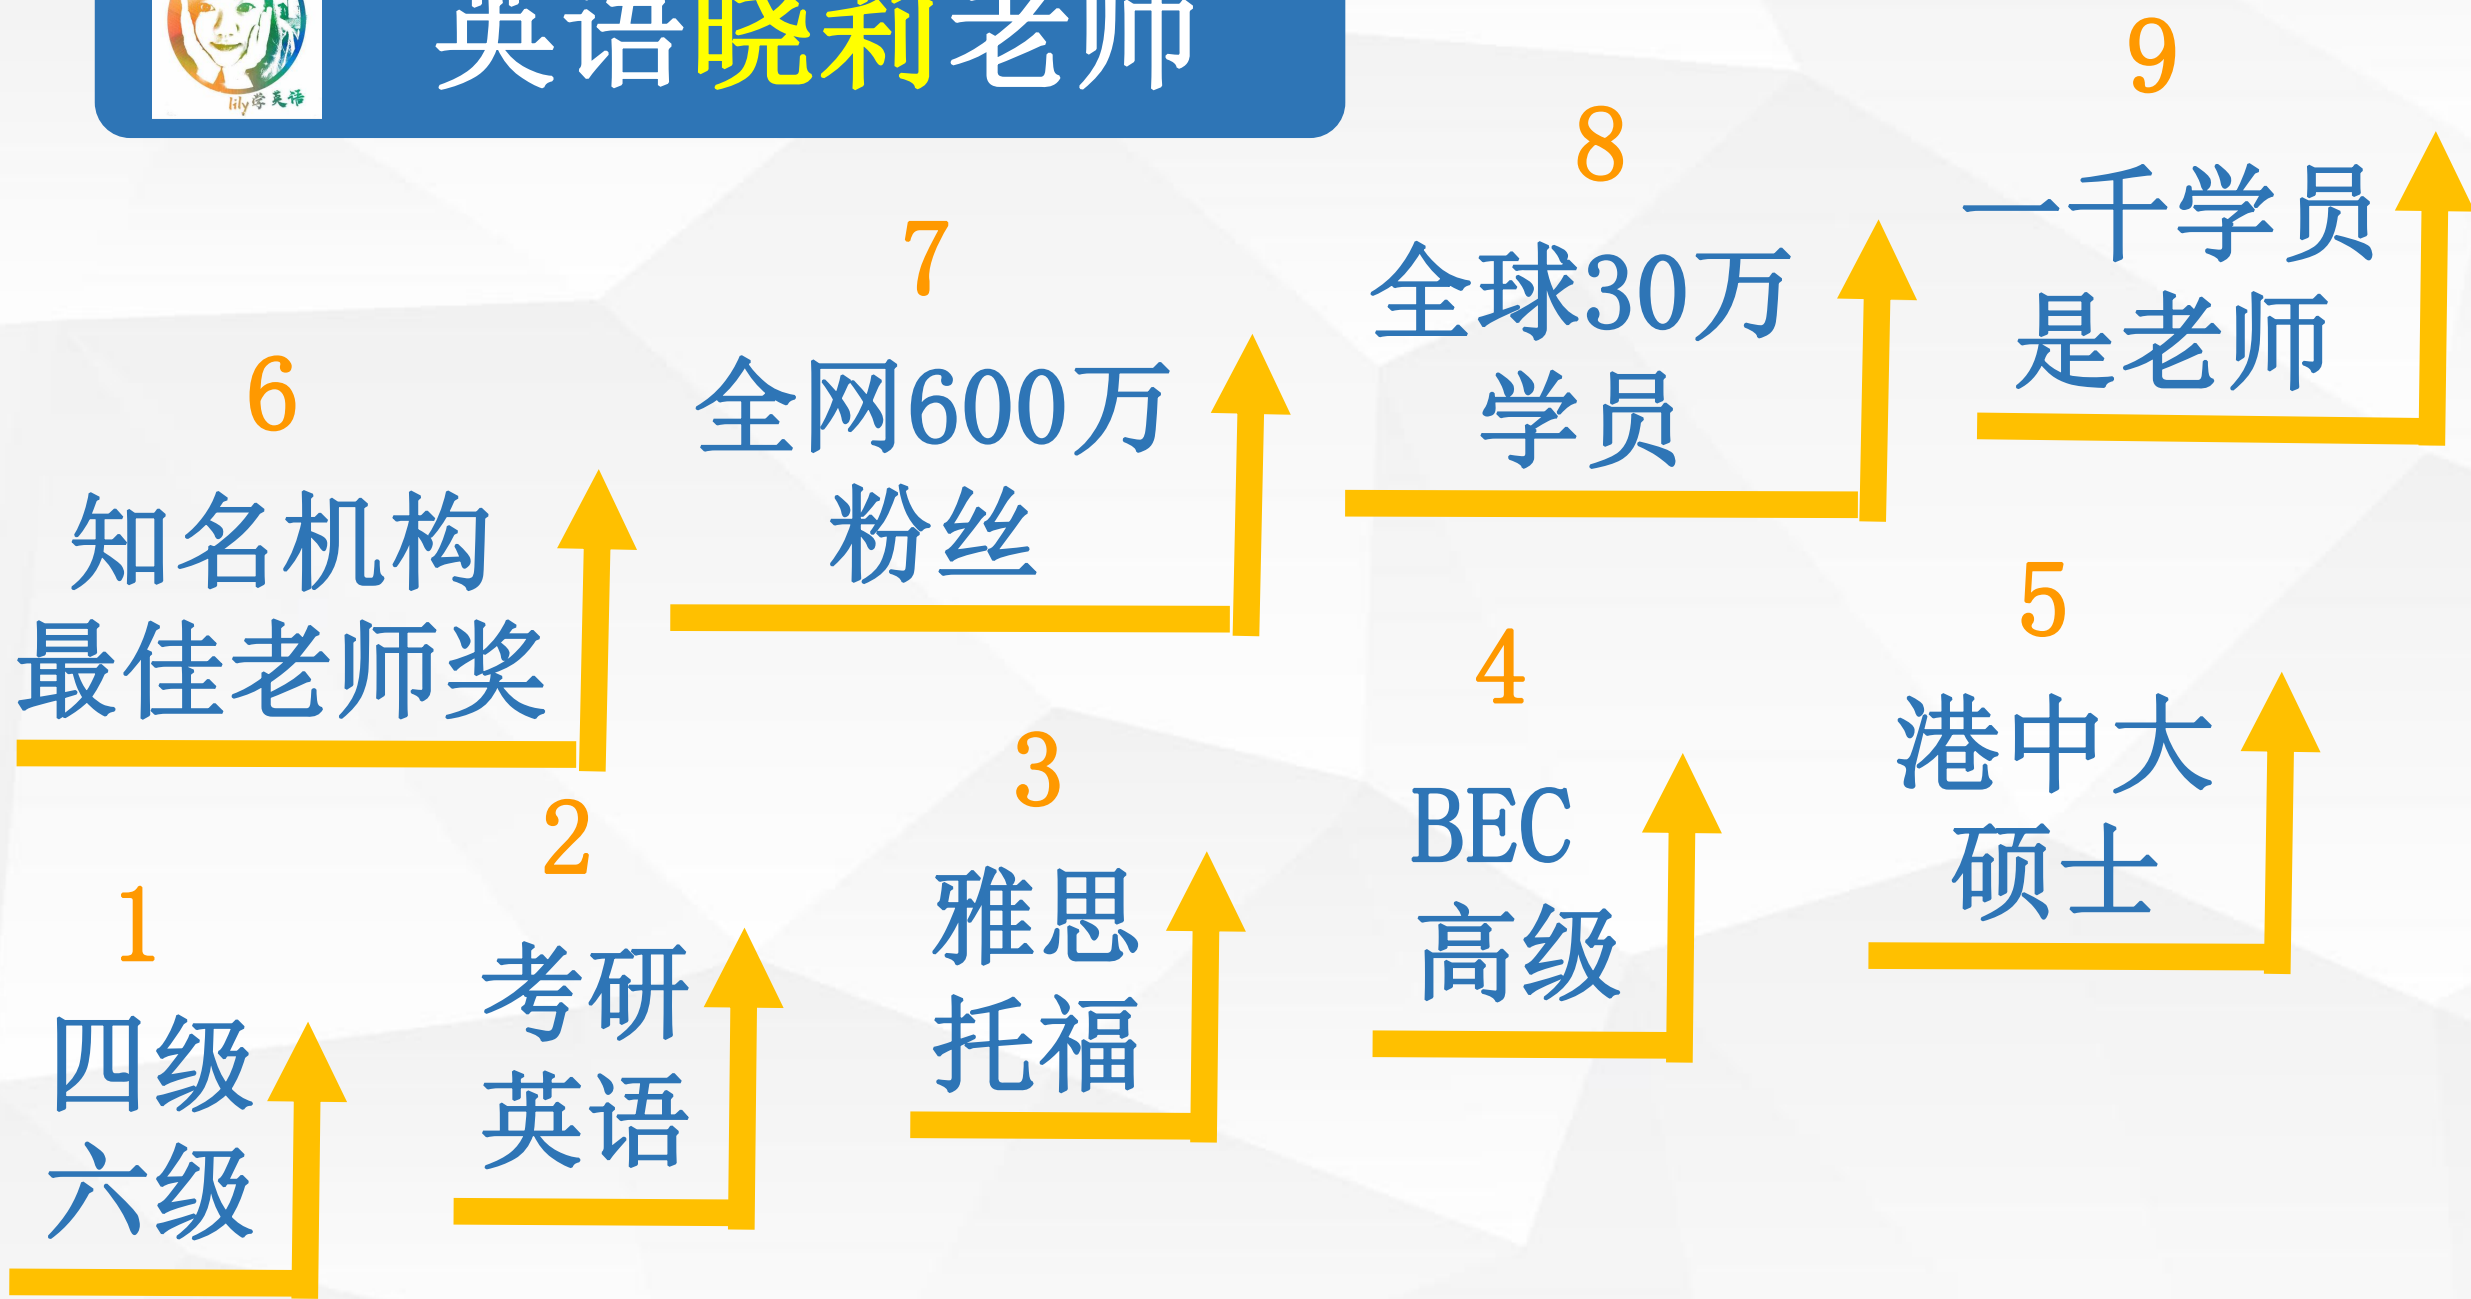 英语晓利老师
lily学英语
1
四级
六级
2
考研
英语
3
雅思
托福
4
BEC
高级
5
港中大
硕士
6
知名机构
最佳老师奖
7
全网600万
粉丝
8
全球30万
学员
9
一千学员
是老师